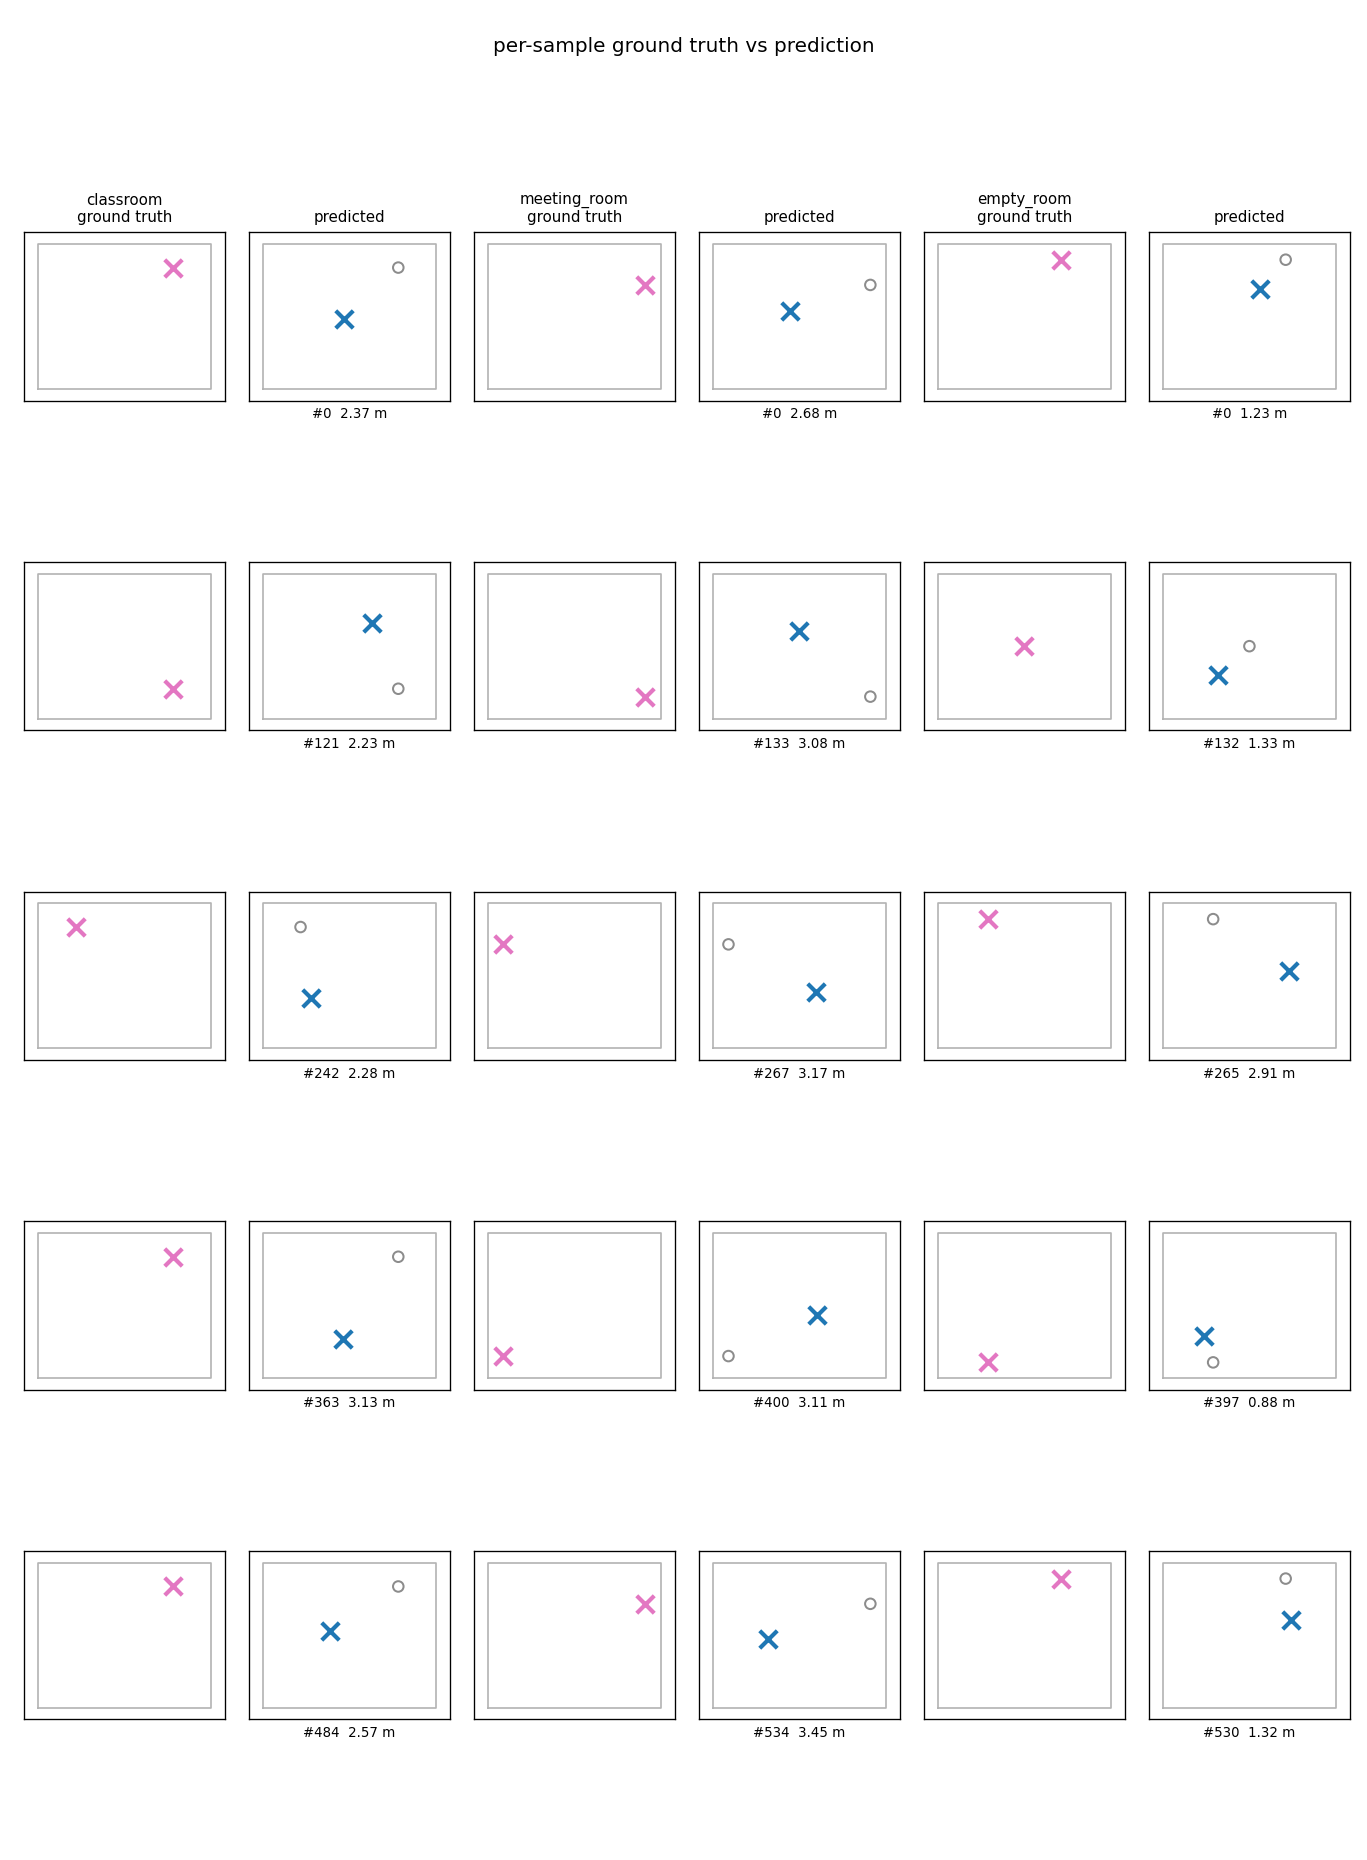 per-sample ground truth vs prediction
classroom
ground truth
predicted
meeting_room
ground truth
predicted
empty_room
ground truth
predicted
#0  2.37 m
#0  2.68 m
#0  1.23 m
#121  2.23 m
#133  3.08 m
#132  1.33 m
#242  2.28 m
#267  3.17 m
#265  2.91 m
#363  3.13 m
#400  3.11 m
#397  0.88 m
#484  2.57 m
#534  3.45 m
#530  1.32 m